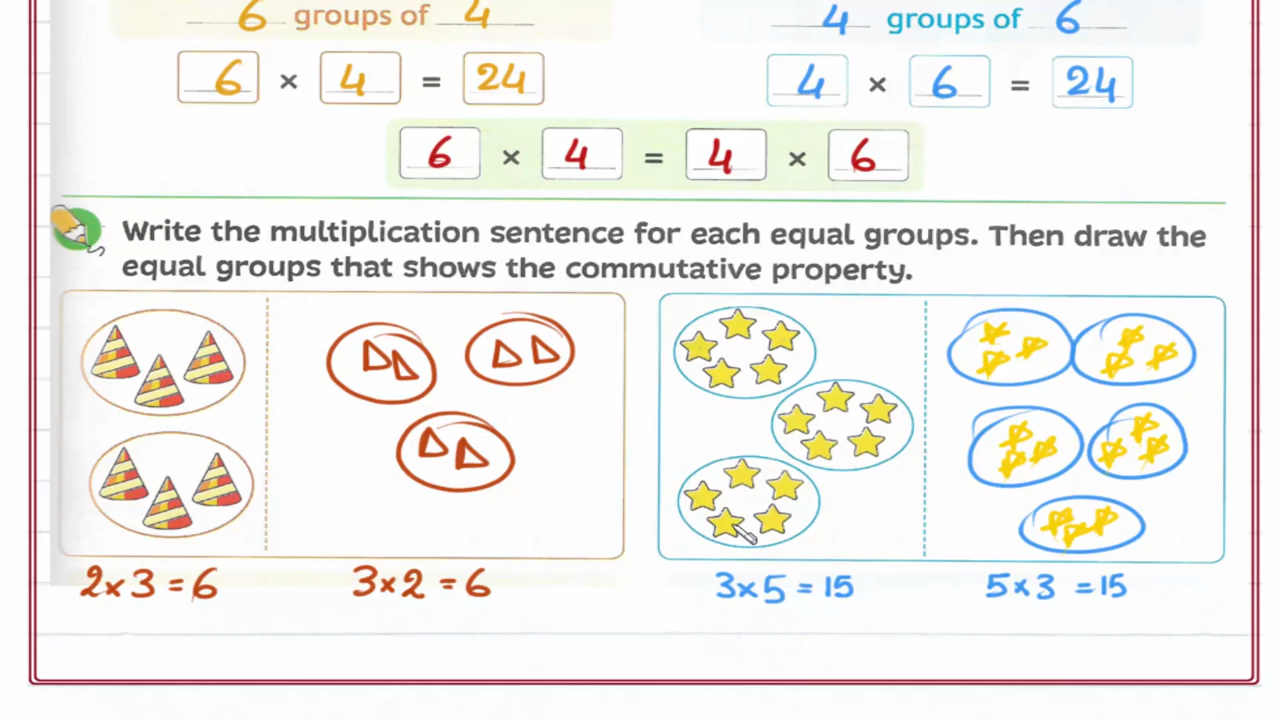 6 groups of 4
4 groups of 6
6 × 4 = 24
4 × 6 = 24
6 × 4 = 4 × 6
Write the multiplication sentence for each equal groups. Then draw the
equal groups that shows the commutative property.
2 × 3 = 6
3 × 2 = 6
3 × 5 = 15
5 × 3 = 15